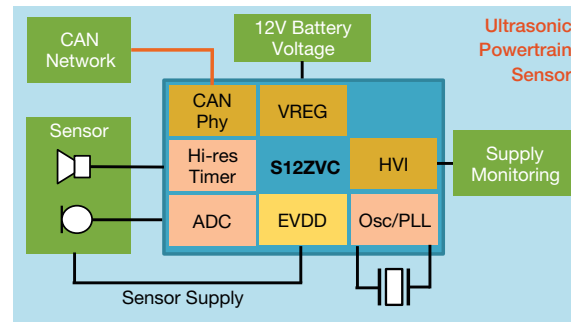 CAN
Network
12V Battery
Voltage
Ultrasonic
Powertrain
Sensor
CAN
Phy
VREG
Sensor
Hi-res
Timer
S12ZVC
HVI
Supply
Monitoring
ADC
EVDD
Osc/PLL
Sensor Supply